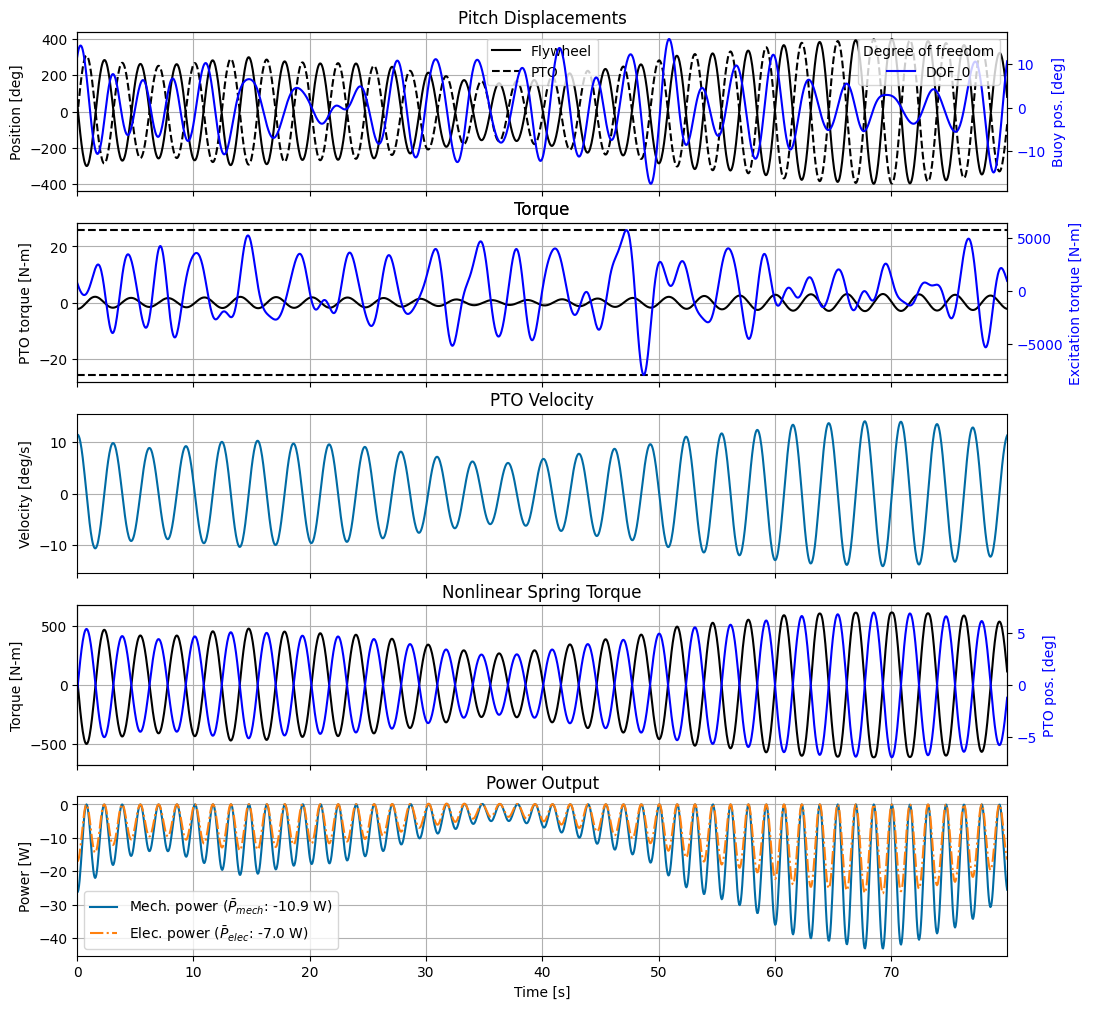 Pitch Displacements
Position [deg]
400
200
0
−200
−400
Flywheel
PTO
Degree of freedom
DOF_0
10
0
−10
Buoy pos. [deg]
Torque
PTO torque [N-m]
20
0
−20
5000
0
−5000
Excitation torque [N-m]
PTO Velocity
Velocity [deg/s]
10
0
−10
Nonlinear Spring Torque
Torque [N-m]
500
0
−500
5
0
−5
PTO pos. [deg]
Power Output
Power [W]
0
−10
−20
−30
−40
Mech. power (P̄mech: -10.9 W)
Elec. power (P̄elec: -7.0 W)
0 10 20 30 40 50 60 70
Time [s]